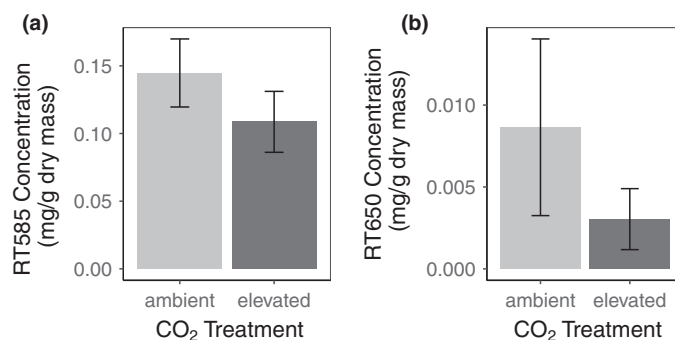 (a)
RT585 Concentration
(mg/g dry mass)
0.15
0.10
0.05
0.00
ambient elevated
CO₂ Treatment
(b)
RT650 Concentration
(mg/g dry mass)
0.010
0.005
0.000
ambient elevated
CO₂ Treatment